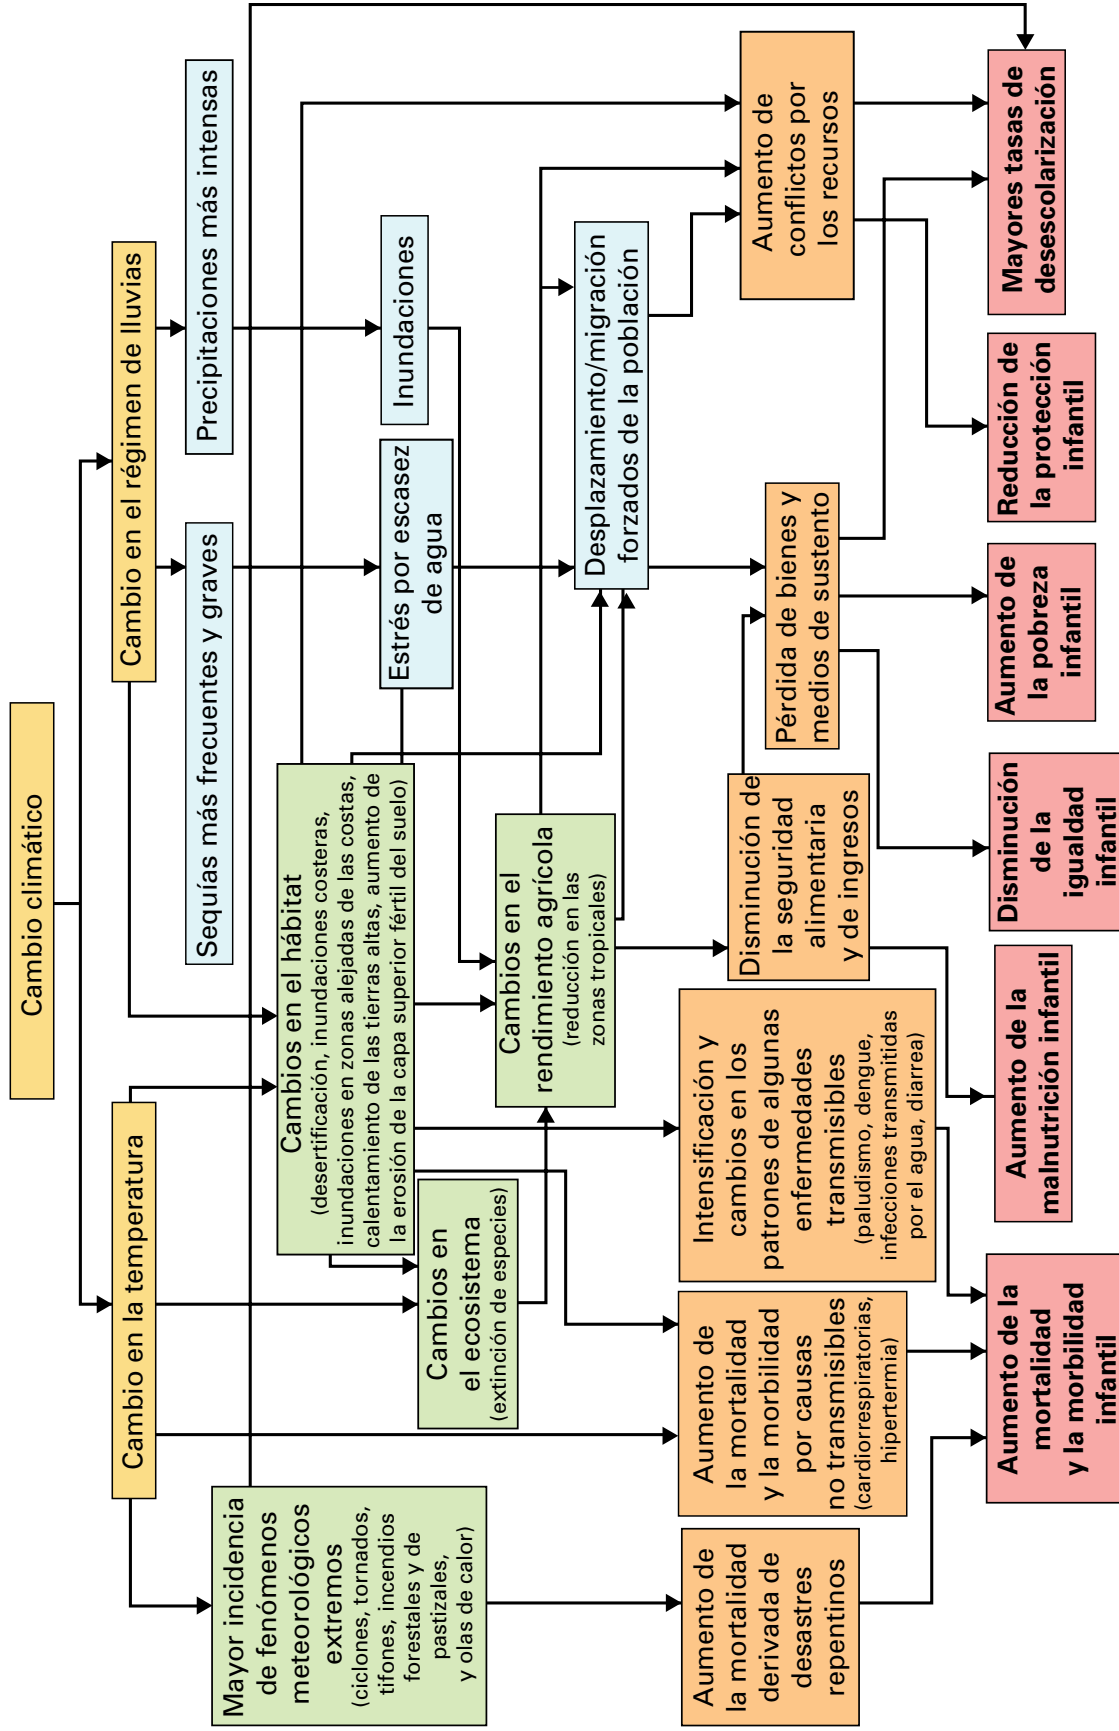 Cambio climático
Cambio en la temperatura
Cambio en el régimen de lluvias
Mayor incidencia
de fenómenos
meteorológicos
extremos
(ciclones, tornados,
tifones, incendios
forestales y de
pastizales,
y olas de calor)
Sequías más frecuentes y graves
Precipitaciones más intensas
Cambios en el hábitat
(desertificación, inundaciones costeras,
inundaciones en zonas alejadas de las costas,
calentamiento de las tierras altas, aumento de
la erosión de la capa superior fértil del suelo)
Estrés por escasez
de agua
Inundaciones
Cambios en
el ecosistema
(extinción de especies)
Cambios en el
rendimiento agrícola
(reducción en las
zonas tropicales)
Desplazamiento/migración
forzados de la población
Aumento de
la mortalidad
derivada de
desastres
repentinos
Aumento de
la mortalidad
y la morbilidad
por causas
no transmisibles
(cardiorrespiratorias,
hipertermia)
Intensificación y
cambios en los
patrones de algunas
enfermedades
transmisibles
(paludismo, dengue,
infecciones transmitidas
por el agua, diarrea)
Disminución de
la seguridad
alimentaria
y de ingresos
Pérdida de bienes y
medios de sustento
Aumento de
conflictos por
los recursos
Aumento de la
mortalidad
y la morbilidad
infantil
Aumento de la
malnutrición infantil
Disminución
de la
igualdad
infantil
Aumento de
la pobreza
infantil
Reducción de
la protección
infantil
Mayores tasas de
desescolarización